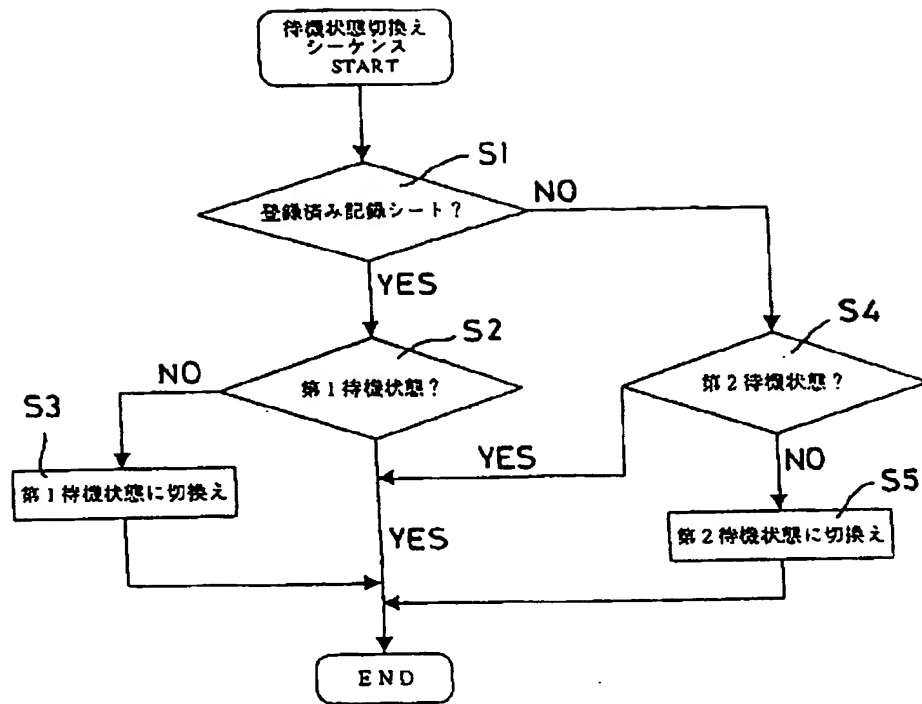 待機状態切換え
シーケンス
START
S1
登録済み記録シート?
NO
YES
S2
第1待機状態?
NO
S4
第2待機状態?
YES
NO
S3
第1待機状態に切換え
YES
S5
第2待機状態に切換え
END